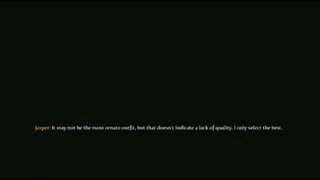 Jasper: It may not be the most ornate outfit, but that doesn't indicate a lack of quality. I only select the best.